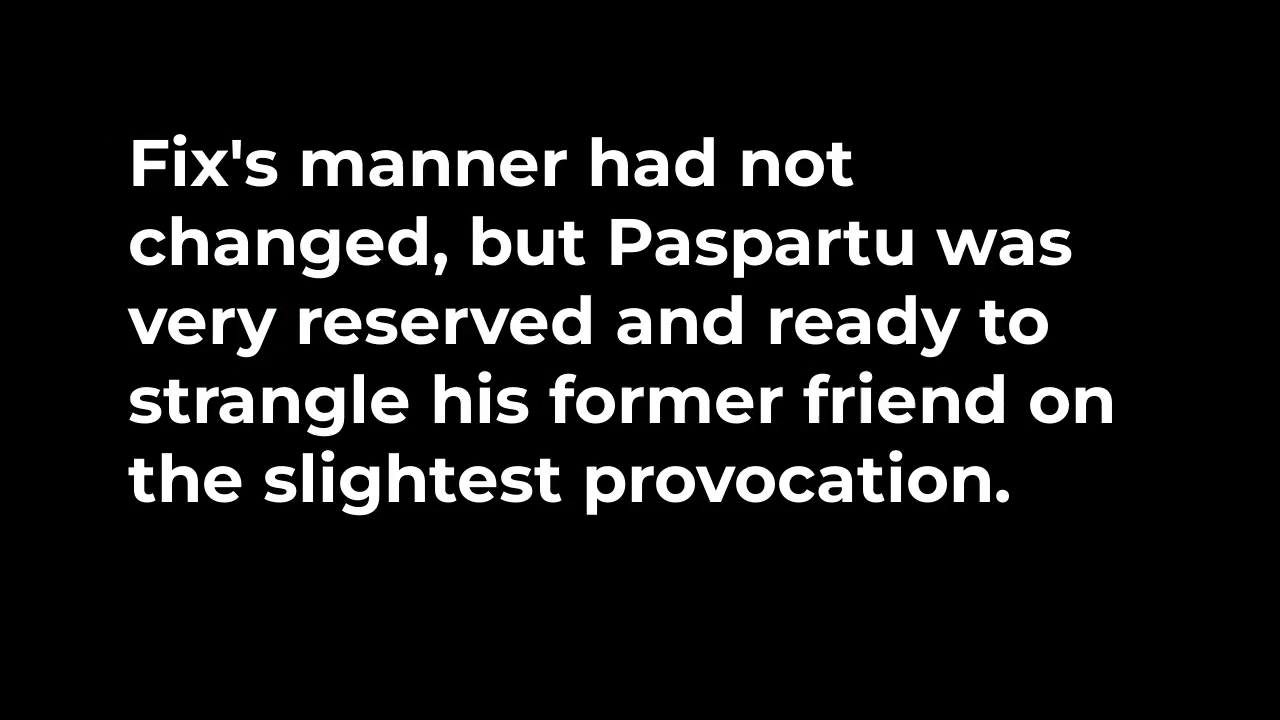 Fix's manner had not
changed, but Paspartu was
very reserved and ready to
strangle his former friend on
the slightest provocation.